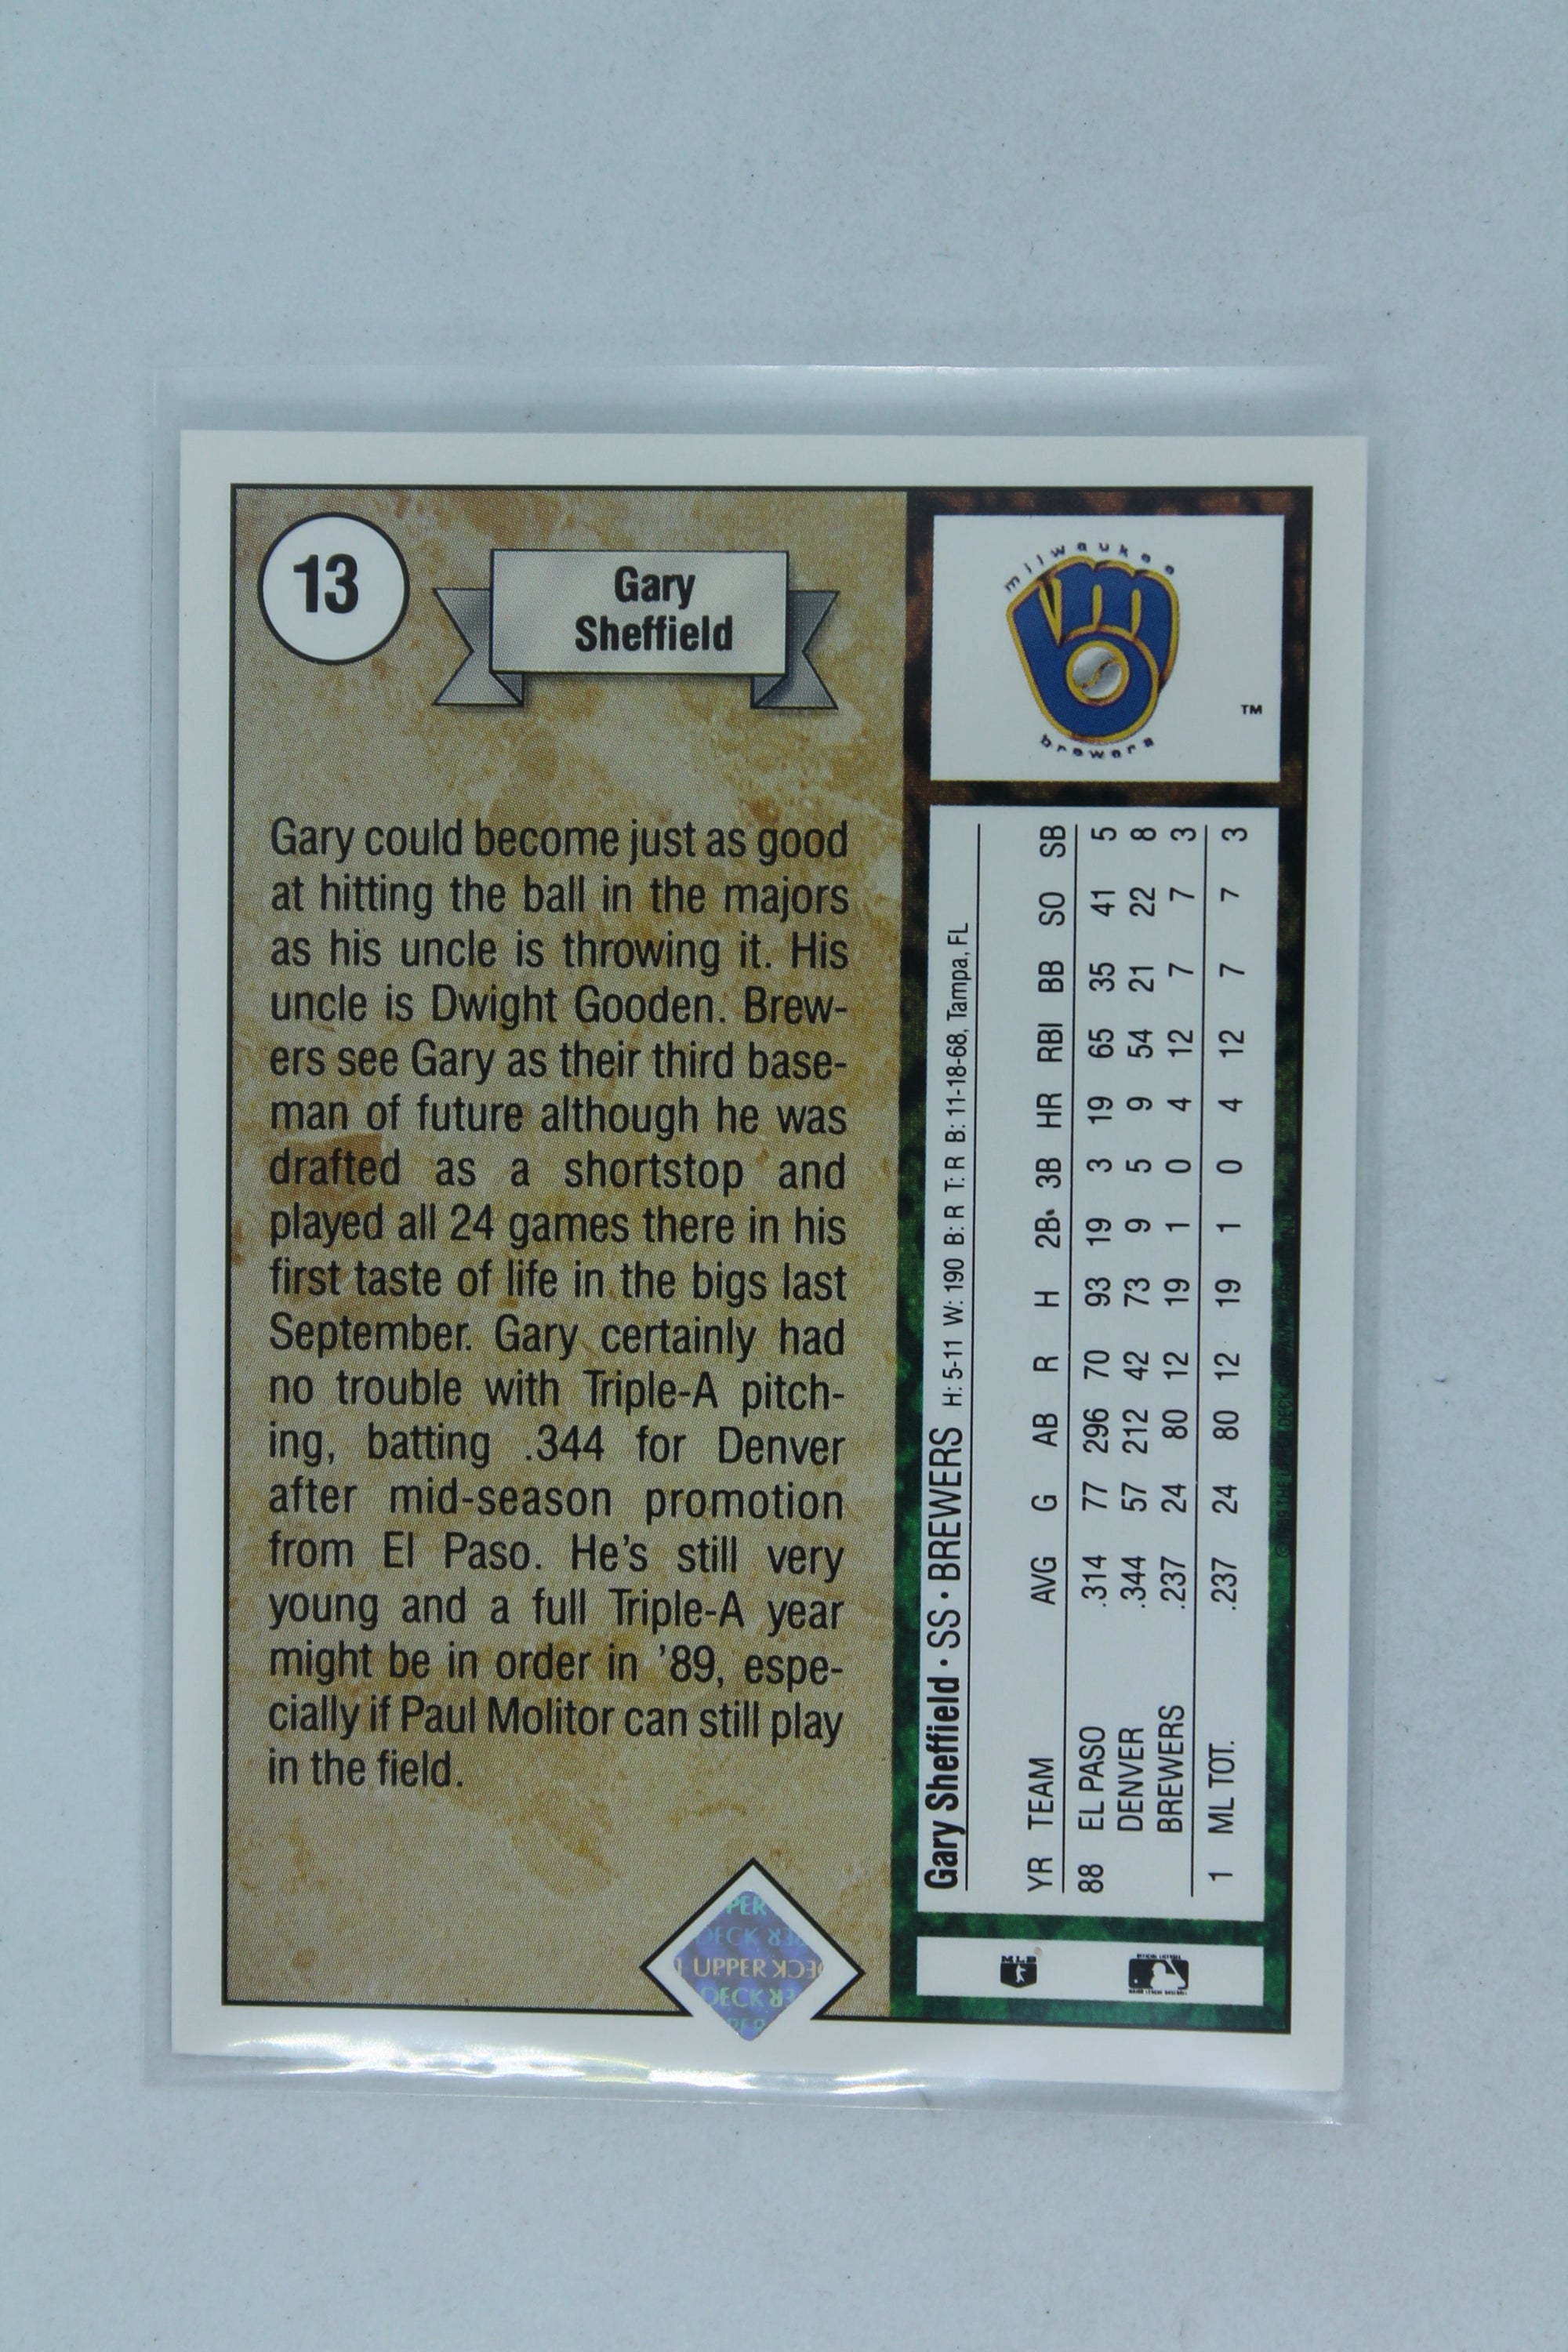 13
Gary
Sheffield
Gary could become just as good
at hitting the ball in the majors
as his uncle is throwing it. His
uncle is Dwight Gooden. Brew-
ers see Gary as their third base-
man of future although he was
drafted as a shortstop and
played all 24 games there in his
first taste of life in the bigs last
September. Gary certainly had
no trouble with Triple-A pitch-
ing, batting .344 for Denver
after mid-season promotion
from El Paso. He's still very
young and a full Triple-A year
might be in order in '89, espe-
cially if Paul Molitor can still play
in the field.
PER
DECK
UPPER DECK
DECK
PER
milwaukee
brewers
TM
Gary Sheffield · SS · BREWERS H: 5-11 W: 190 B: R T: R B: 11-18-68, Tampa, FL
YR TEAM AVG G AB R H 2B 3B HR RBI BB SO SB
88 EL PASO .314 77 296 70 93 19 3 19 65 35 41 5
DENVER .344 57 212 42 73 9 5 9 54 21 22 8
BREWERS .237 24 80 12 19 1 0 4 12 7 7 3
1 ML TOT. .237 24 80 12 19 1 0 4 12 7 7 3
MLB